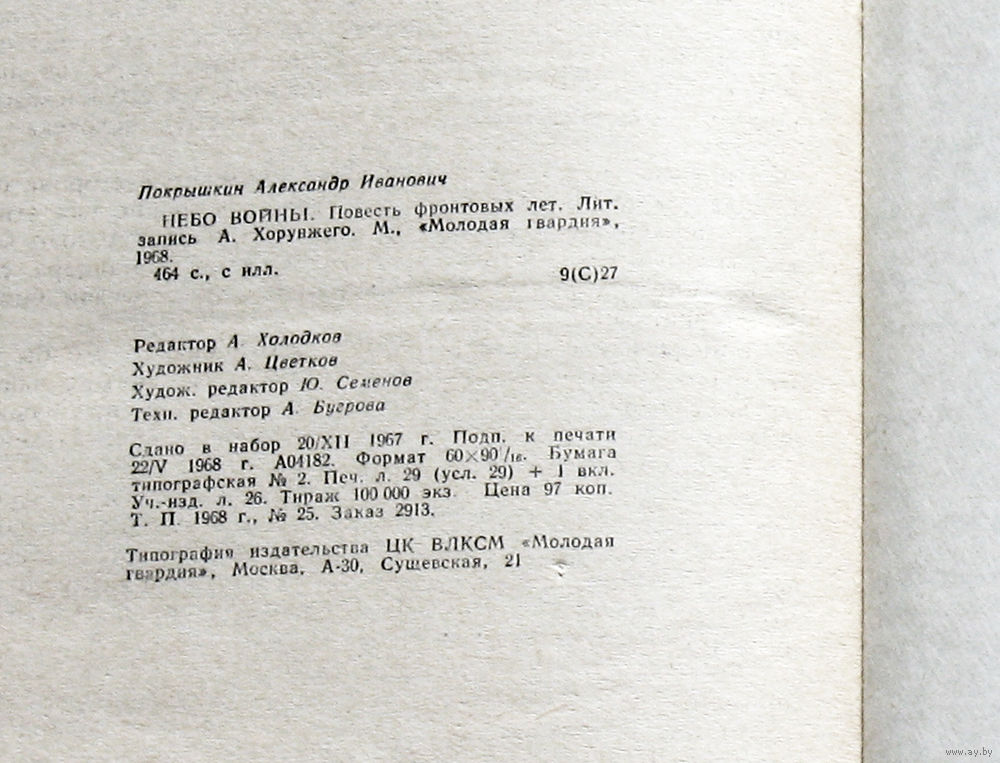 Покрышкин Александр Иванович
НЕБО ВОЙНЫ. Повесть фронтовых лет. Лит.
запись А. Хорунжего. М., «Молодая гвардия»,
1968.
464 с., с илл.
9(С)27
Редактор А. Холодков
Художник А. Цветков
Худож. редактор Ю. Семенов
Техн. редактор А. Бугрова
Сдано в набор 20/XII 1967 г. Подп. к печати
22/V 1968 г. А04182. Формат 60×90 1/16. Бумага
типографская № 2. Печ. л. 29 (усл. 29) + 1 вкл.
Уч.-изд. л. 26. Тираж 100 000 экз. Цена 97 коп.
Т. П. 1968 г., № 25. Заказ 2913.
Типография издательства ЦК ВЛКСМ «Молодая
гвардия», Москва, А-30, Сущевская, 21
www.ay.by